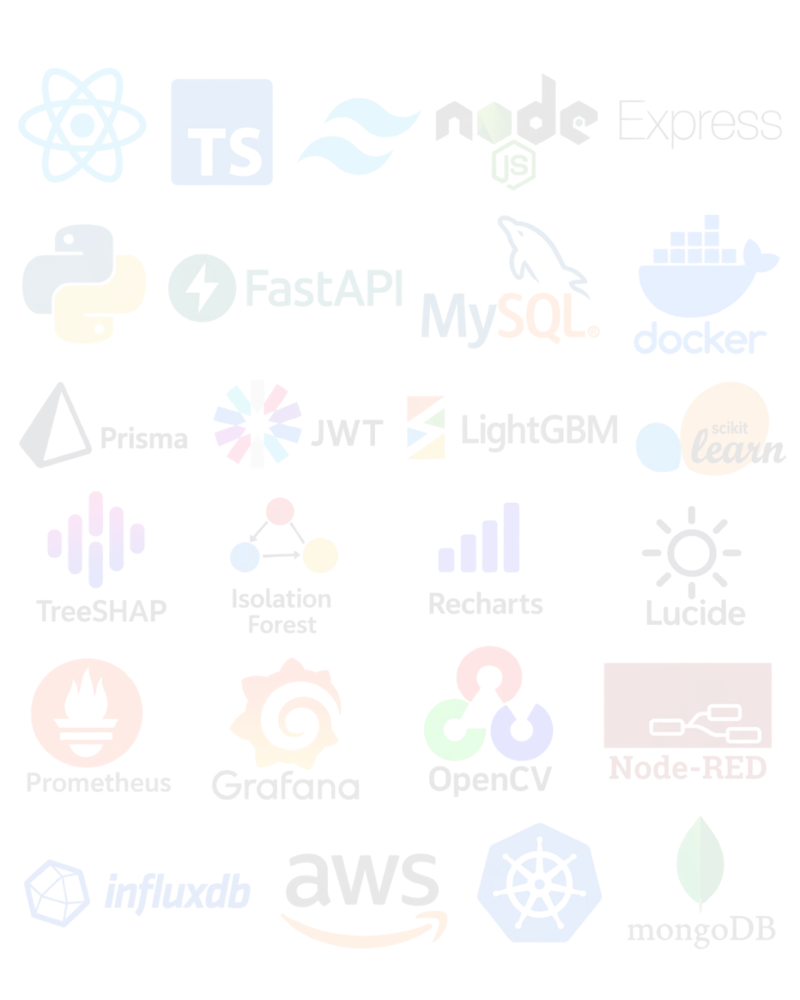 TS
node
JS
Express
FastAPI
MySQL®
docker
Prisma
JWT
LightGBM
scikit
learn
TreeSHAP
Isolation
Forest
Recharts
Lucide
Prometheus
Grafana
OpenCV
Node-RED
influxdb
aws
mongoDB